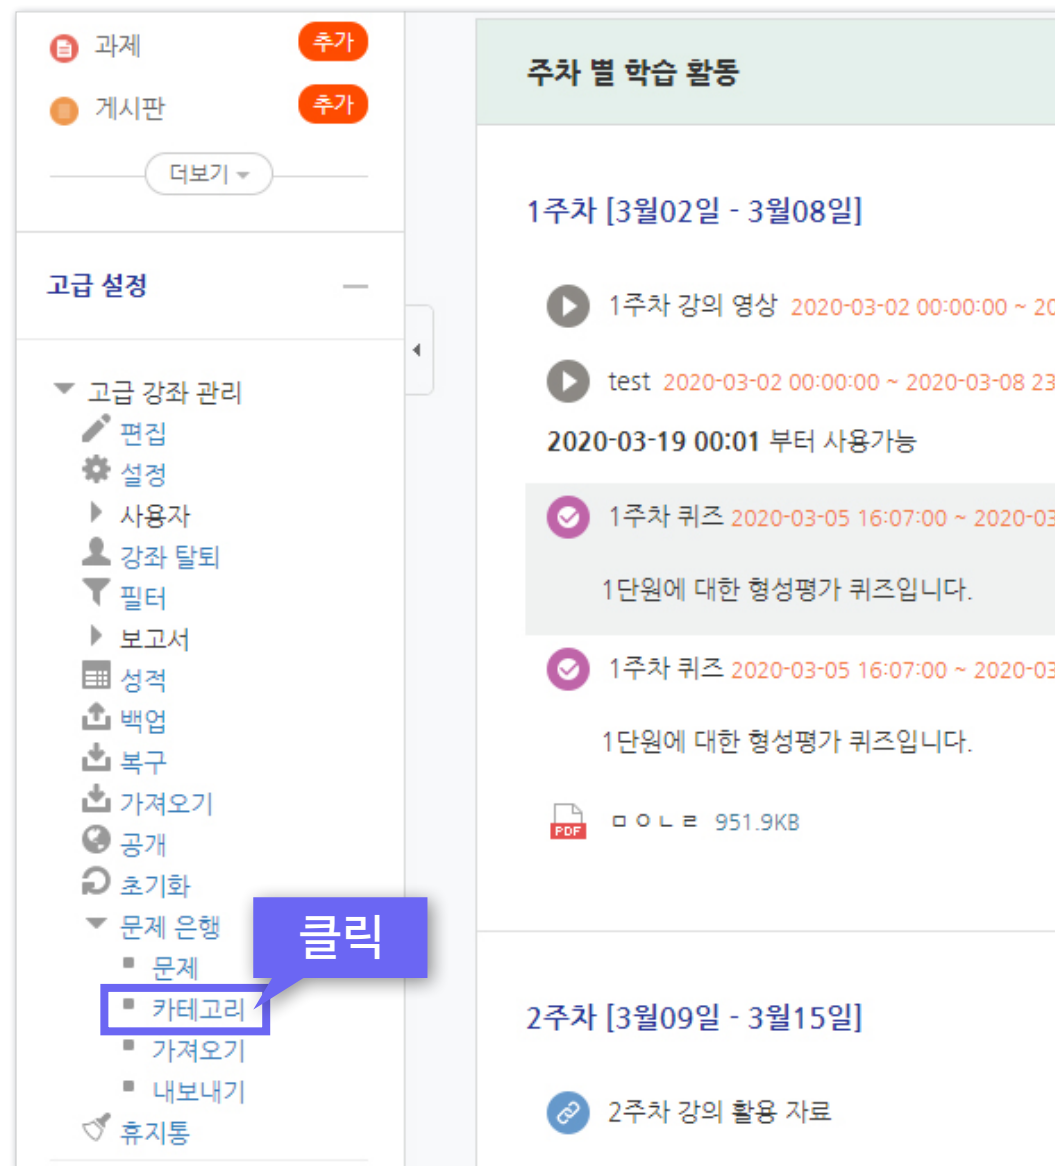 과제
추가
게시판
추가
더보기
고급 설정
고급 강좌 관리
편집
설정
사용자
강좌 탈퇴
필터
보고서
성적
백업
복구
가져오기
공개
초기화
문제 은행
클릭
문제
카테고리
가져오기
내보내기
휴지통
주차 별 학습 활동
1주차 [3월02일 - 3월08일]
1주차 강의 영상 2020-03-02 00:00:00 ~ 20
test 2020-03-02 00:00:00 ~ 2020-03-08 23
2020-03-19 00:01 부터 사용가능
1주차 퀴즈 2020-03-05 16:07:00 ~ 2020-03
1단원에 대한 형성평가 퀴즈입니다.
1주차 퀴즈 2020-03-05 16:07:00 ~ 2020-03
1단원에 대한 형성평가 퀴즈입니다.
PDF ㅁㅇㄴㄹ 951.9KB
2주차 [3월09일 - 3월15일]
2주차 강의 활용 자료